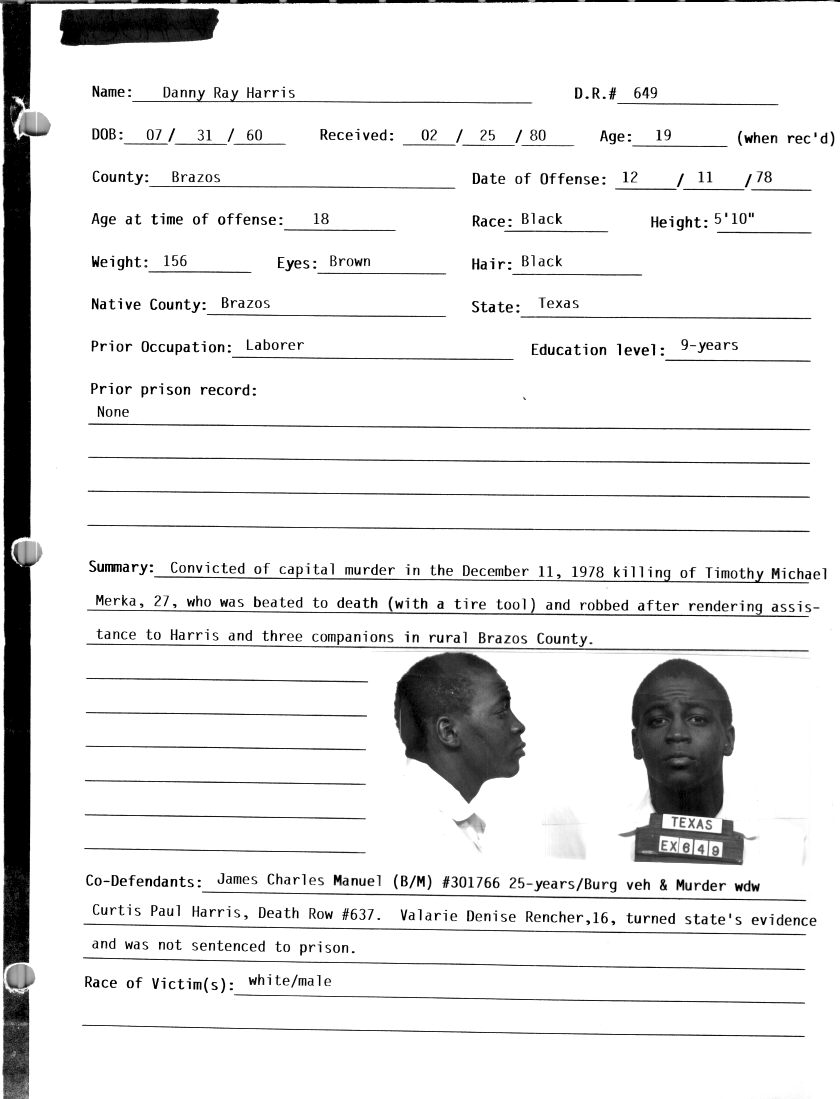 Name: Danny Ray Harris D.R.# 649
DOB: 07 / 31 / 60 Received: 02 / 25 / 80 Age: 19 (when rec'd)
County: Brazos Date of Offense: 12 / 11 / 78
Age at time of offense: 18 Race: Black Height: 5'10"
Weight: 156 Eyes: Brown Hair: Black
Native County: Brazos State: Texas
Prior Occupation: Laborer Education level: 9-years
Prior prison record:
None
Summary: Convicted of capital murder in the December 11, 1978 killing of Timothy Michael
Merka, 27, who was beated to death (with a tire tool) and robbed after rendering assis-
tance to Harris and three companions in rural Brazos County.
TEXAS
EX 6 4 9
Co-Defendants: James Charles Manuel (B/M) #301766 25-years/Burg veh & Murder wdw
Curtis Paul Harris, Death Row #637. Valarie Denise Rencher,16, turned state's evidence
and was not sentenced to prison.
Race of Victim(s): white/male